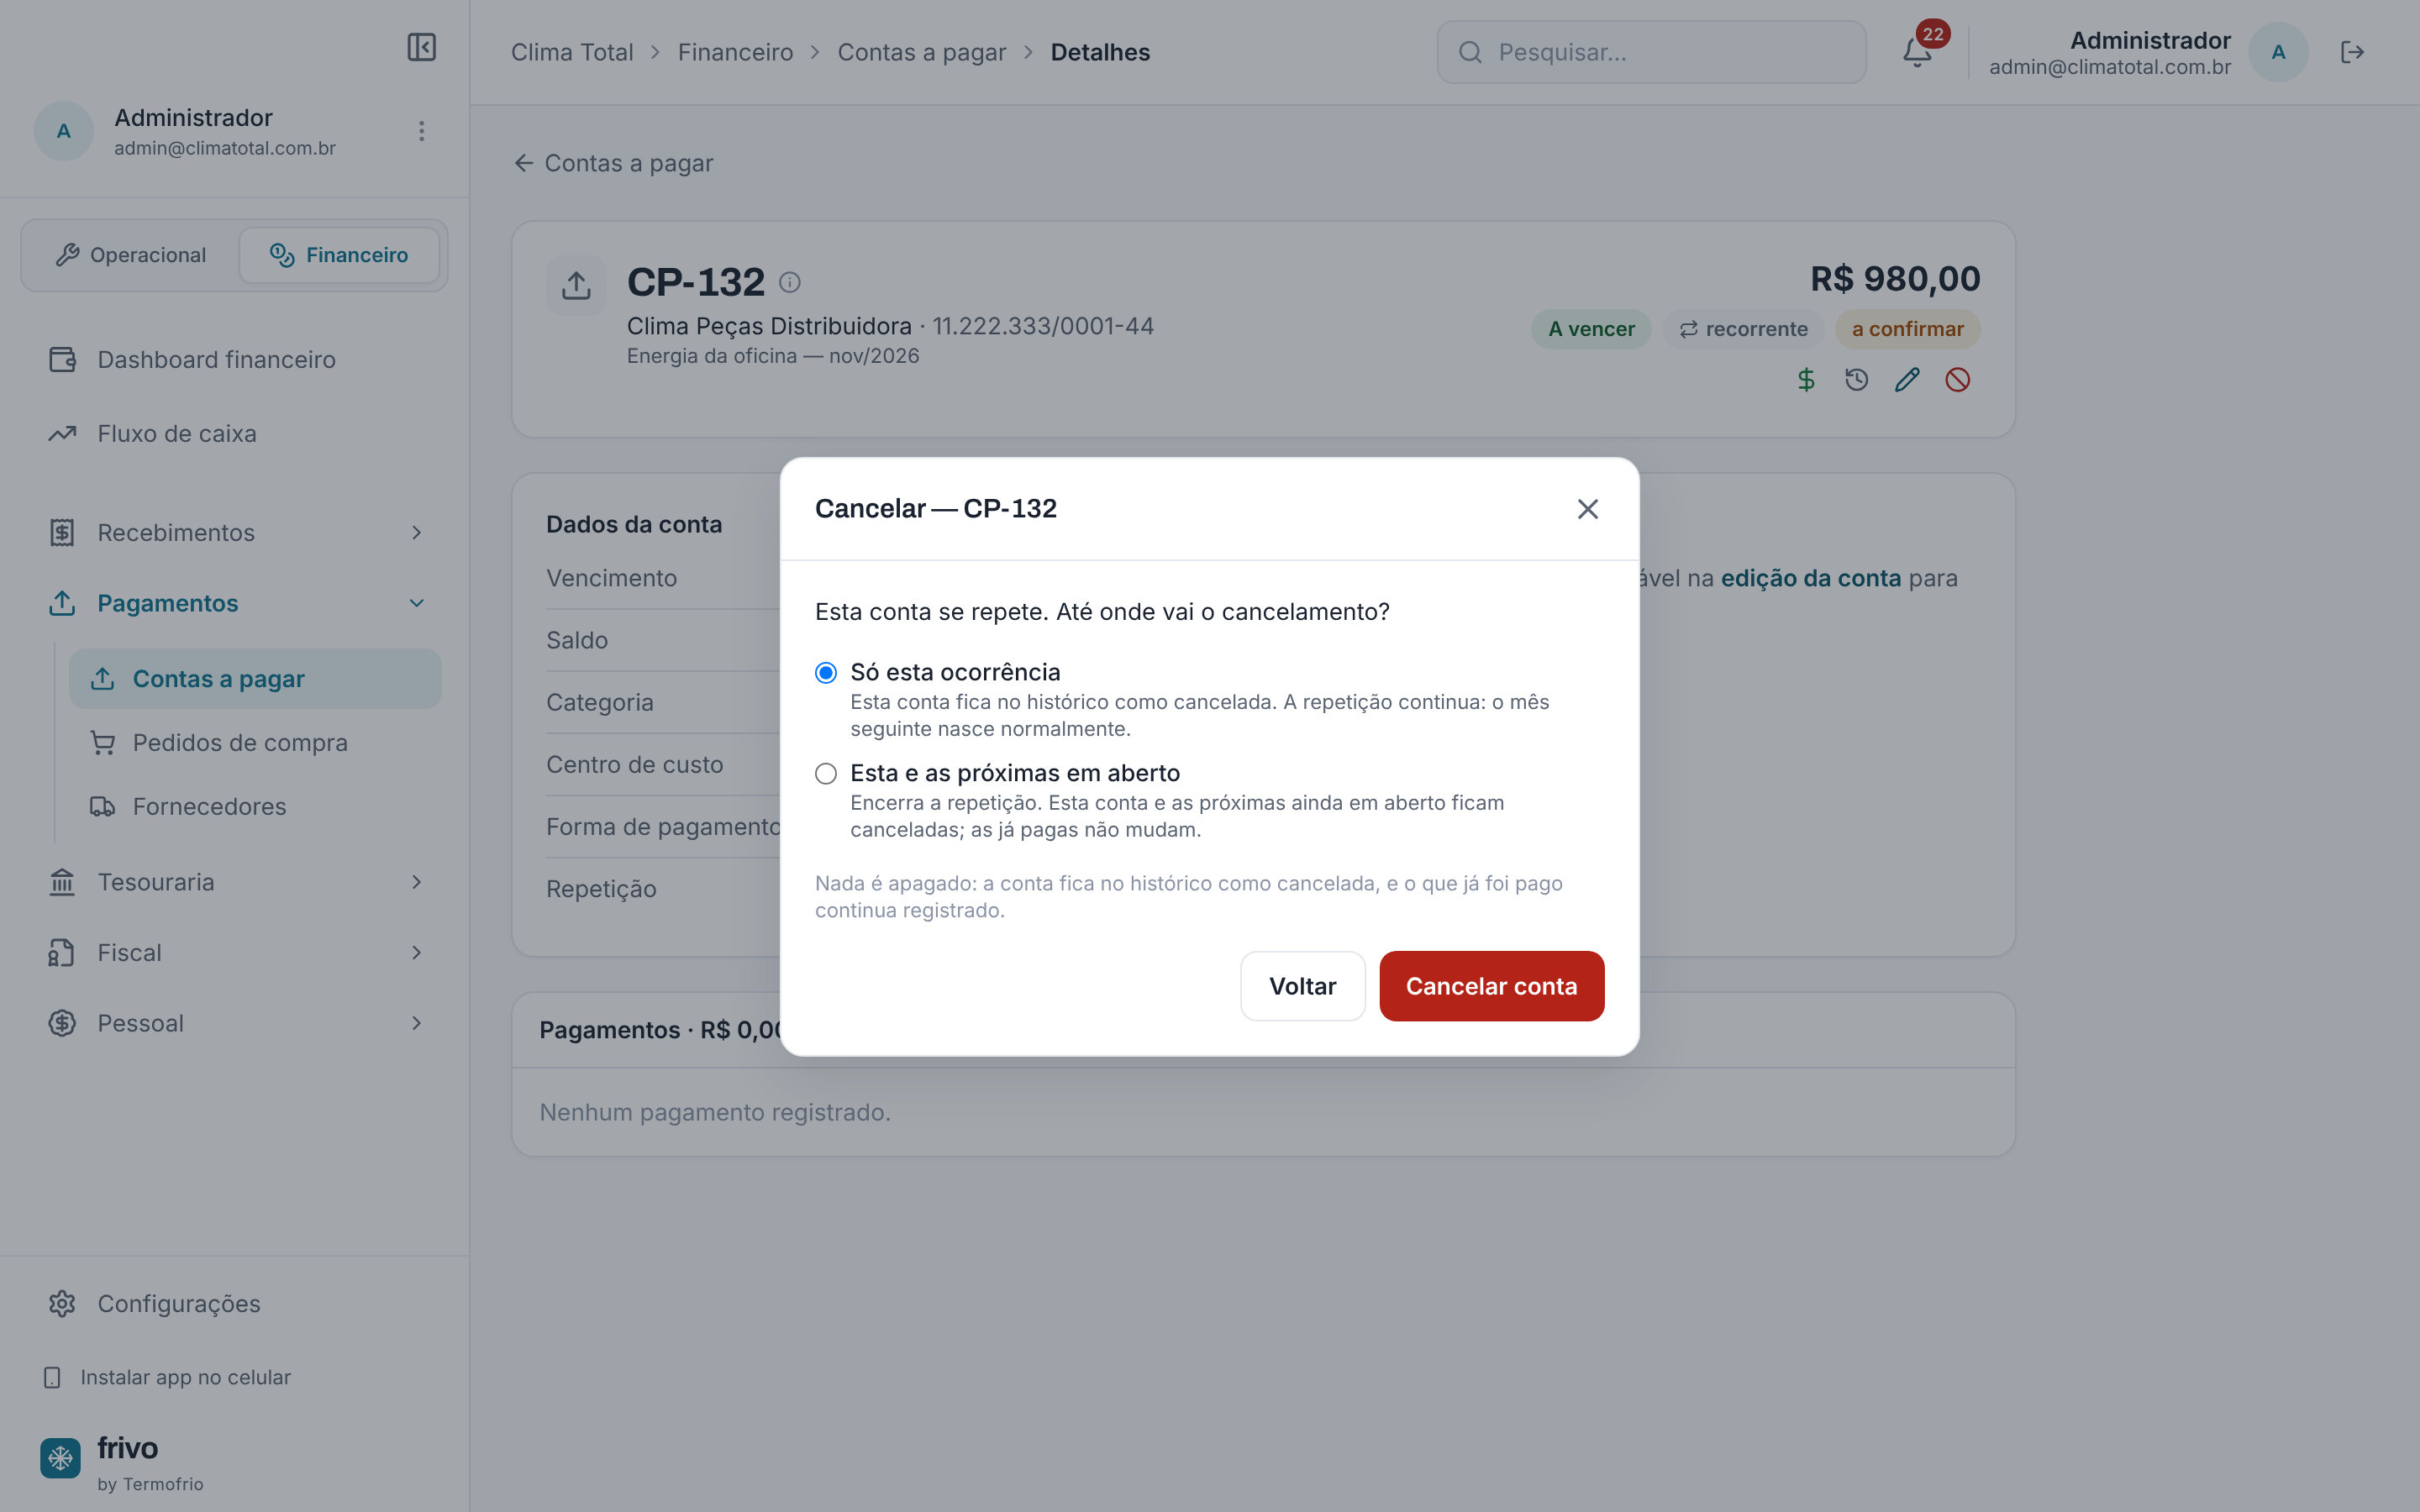 Clima Total > Financeiro > Contas a pagar > Detalhes
Pesquisar...
22
Administrador
admin@climatotal.com.br
A
A
Administrador
admin@climatotal.com.br
Operacional
Financeiro
Dashboard financeiro
Fluxo de caixa
Recebimentos
Pagamentos
Contas a pagar
Pedidos de compra
Fornecedores
Tesouraria
Fiscal
Pessoal
Configurações
Instalar app no celular
frivo
by Termofrio
← Contas a pagar
CP-132
Clima Peças Distribuidora · 11.222.333/0001-44
Energia da oficina — nov/2026
R$ 980,00
A vencer
recorrente
a confirmar
Dados da conta
Vencimento
Saldo
Categoria
Centro de custo
Forma de pagamento
Repetição
na edição da conta para
Pagamentos · R$ 0,00
Nenhum pagamento registrado.
Cancelar — CP-132
Esta conta se repete. Até onde vai o cancelamento?
Só esta ocorrência
Esta conta fica no histórico como cancelada. A repetição continua: o mês
seguinte nasce normalmente.
Esta e as próximas em aberto
Encerra a repetição. Esta conta e as próximas ainda em aberto ficam
canceladas; as já pagas não mudam.
Nada é apagado: a conta fica no histórico como cancelada, e o que já foi pago
continua registrado.
Voltar
Cancelar conta